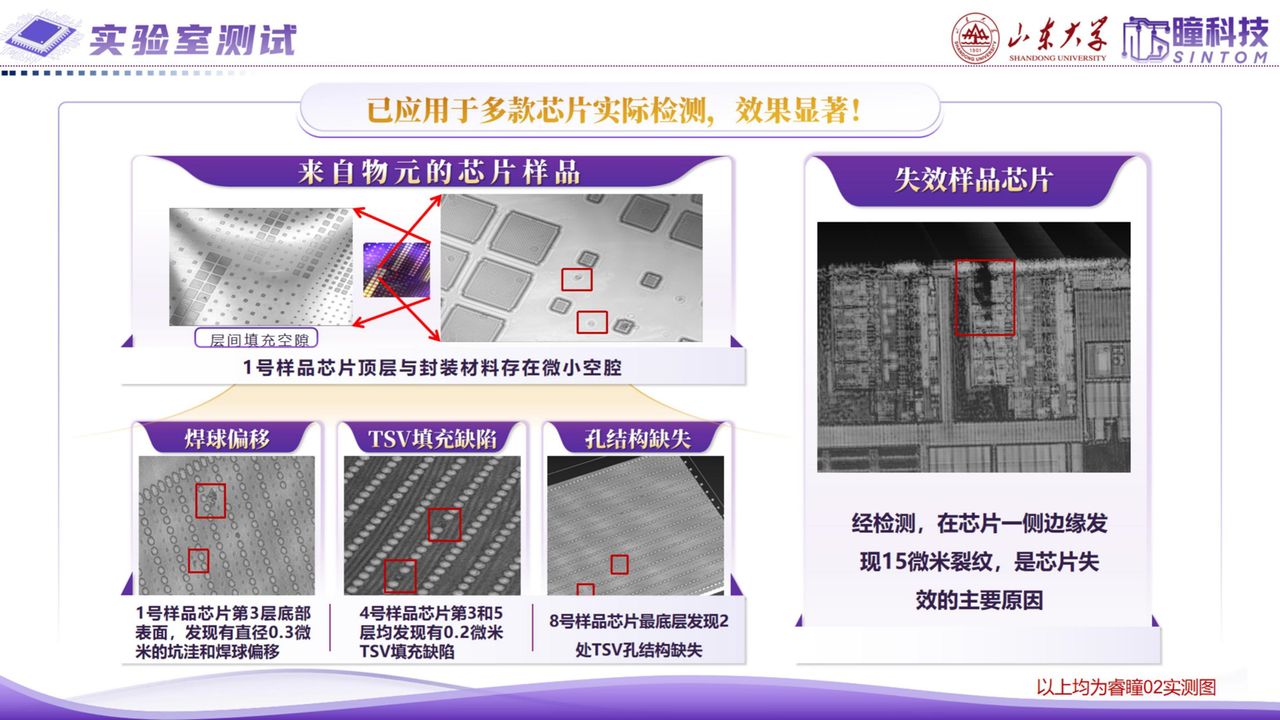 实验室测试
山东大学
SHANDONG UNIVERSITY
瞳科技
SINTOM
已应用于多款芯片实际检测，效果显著！
来自物元的芯片样品
层间填充空隙
1号样品芯片顶层与封装材料存在微小空腔
焊球偏移
1号样品芯片第3层底部
表面，发现有直径0.3微
米的坑洼和焊球偏移
TSV填充缺陷
4号样品芯片第3和5
层均发现有0.2微米
TSV填充缺陷
孔结构缺失
8号样品芯片最底层发现2
处TSV孔结构缺失
失效样品芯片
经检测，在芯片一侧边缘发
现15微米裂纹，是芯片失
效的主要原因
以上均为睿瞳02实测图